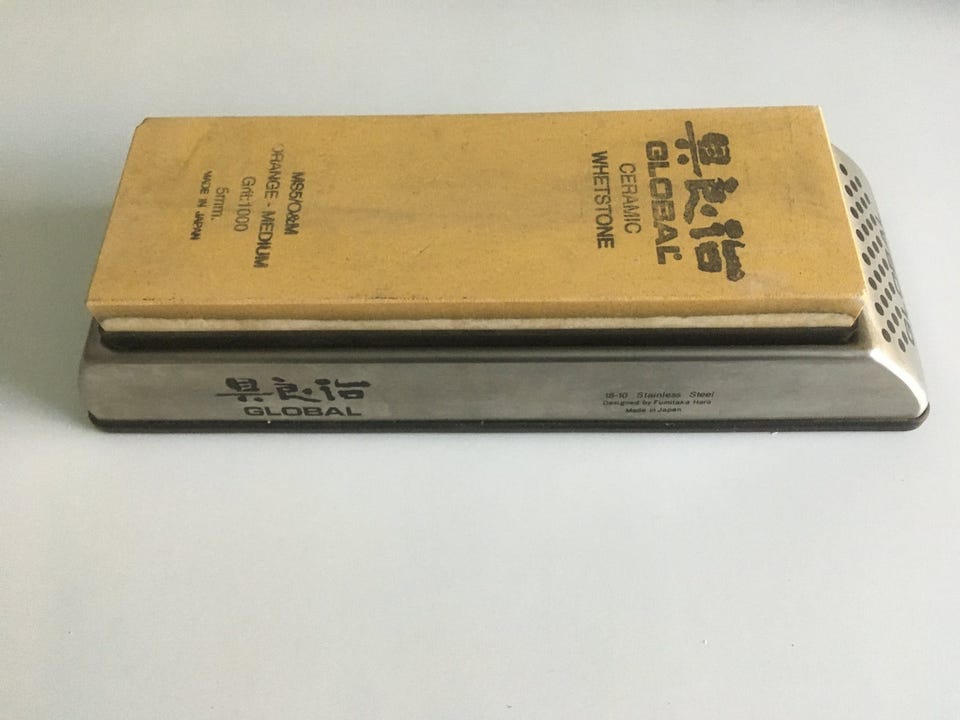 具良治
GLOBAL
CERAMIC
WHETSTONE
MS5/O&M
ORANGE - MEDIUM
Grit:1000
5mm.
MADE IN JAPAN
具良治
GLOBAL
18-10 Stainless Steel
Designed by Fumitaka Hara
Made in Japan